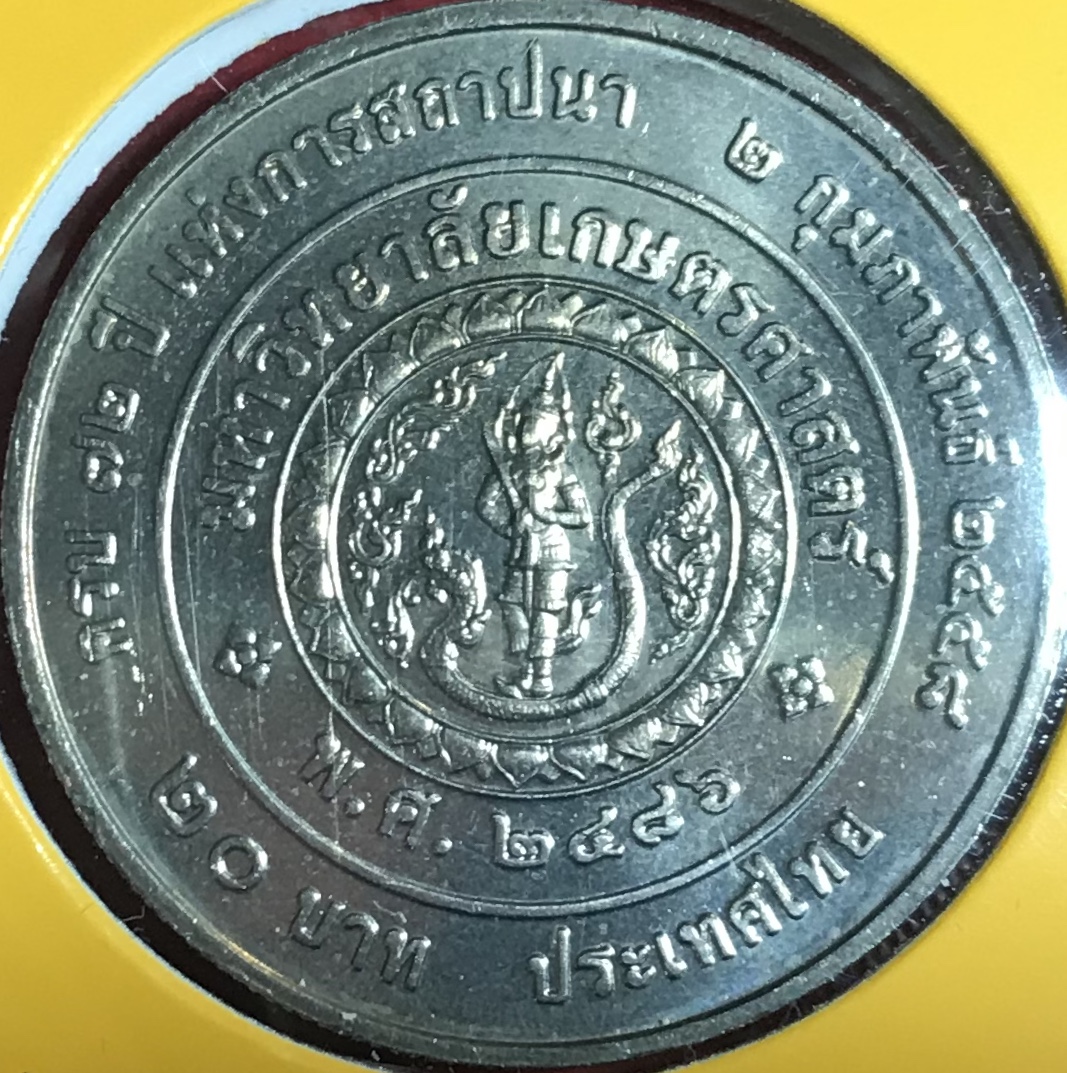 ครบ ๗๒ ปี แห่งการสถาปนา ๒ กุมภาพันธ์ ๒๕๕๘
มหาวิทยาลัยเกษตรศาสตร์
พ.ศ. ๒๔๘๖
๒๐ บาท ประเทศไทย